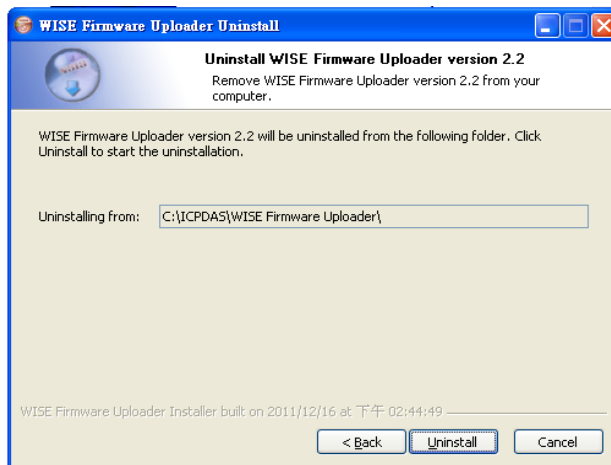 WISE Firmware Uploader Uninstall
Uninstall WISE Firmware Uploader version 2.2
Remove WISE Firmware Uploader version 2.2 from your
computer.
WISE Firmware Uploader version 2.2 will be uninstalled from the following folder. Click
Uninstall to start the uninstallation.
Uninstalling from: C:\ICPDAS\WISE Firmware Uploader\
WISE Firmware Uploader Installer built on 2011/12/16 at 下午 02:44:49
< Back Uninstall Cancel